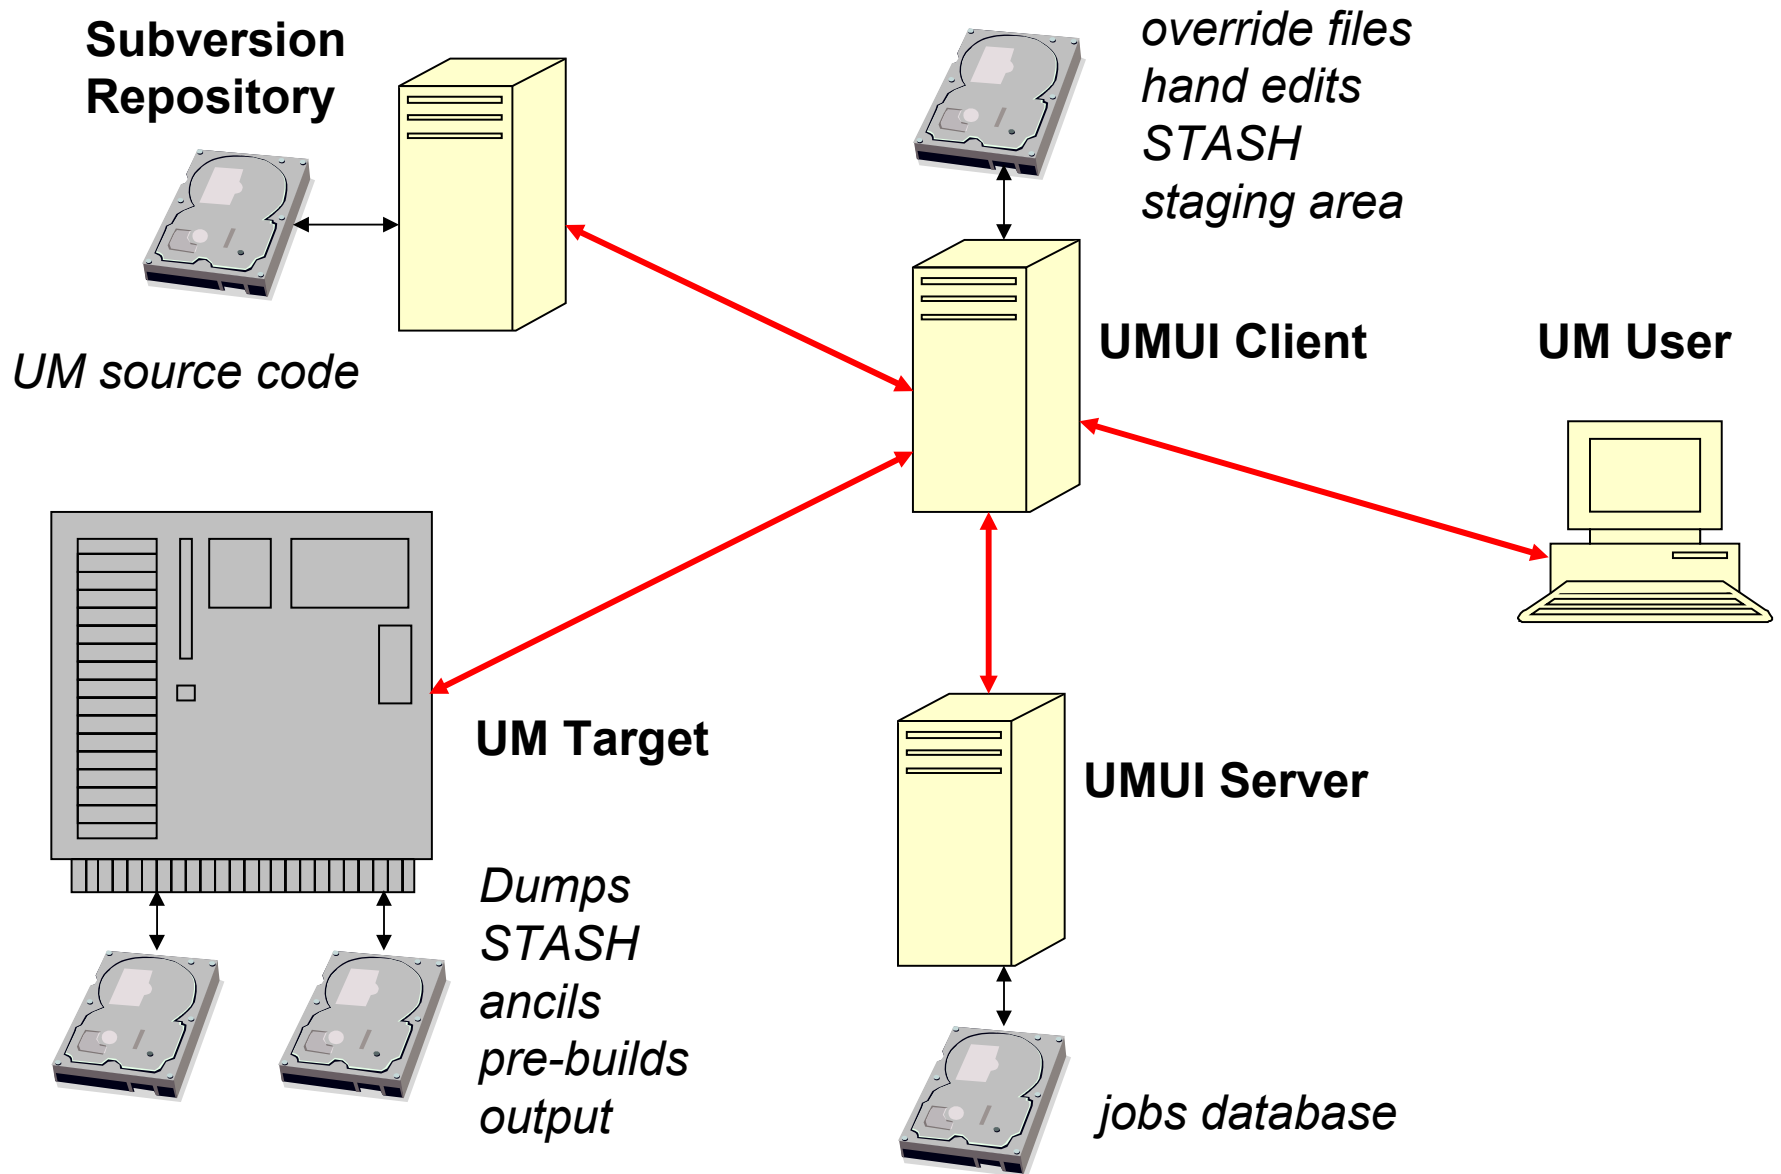 Subversion
Repository
UM source code
override files
hand edits
STASH
staging area
UMUI Client
UM User
UM Target
Dumps
STASH
ancils
pre-builds
output
UMUI Server
jobs database